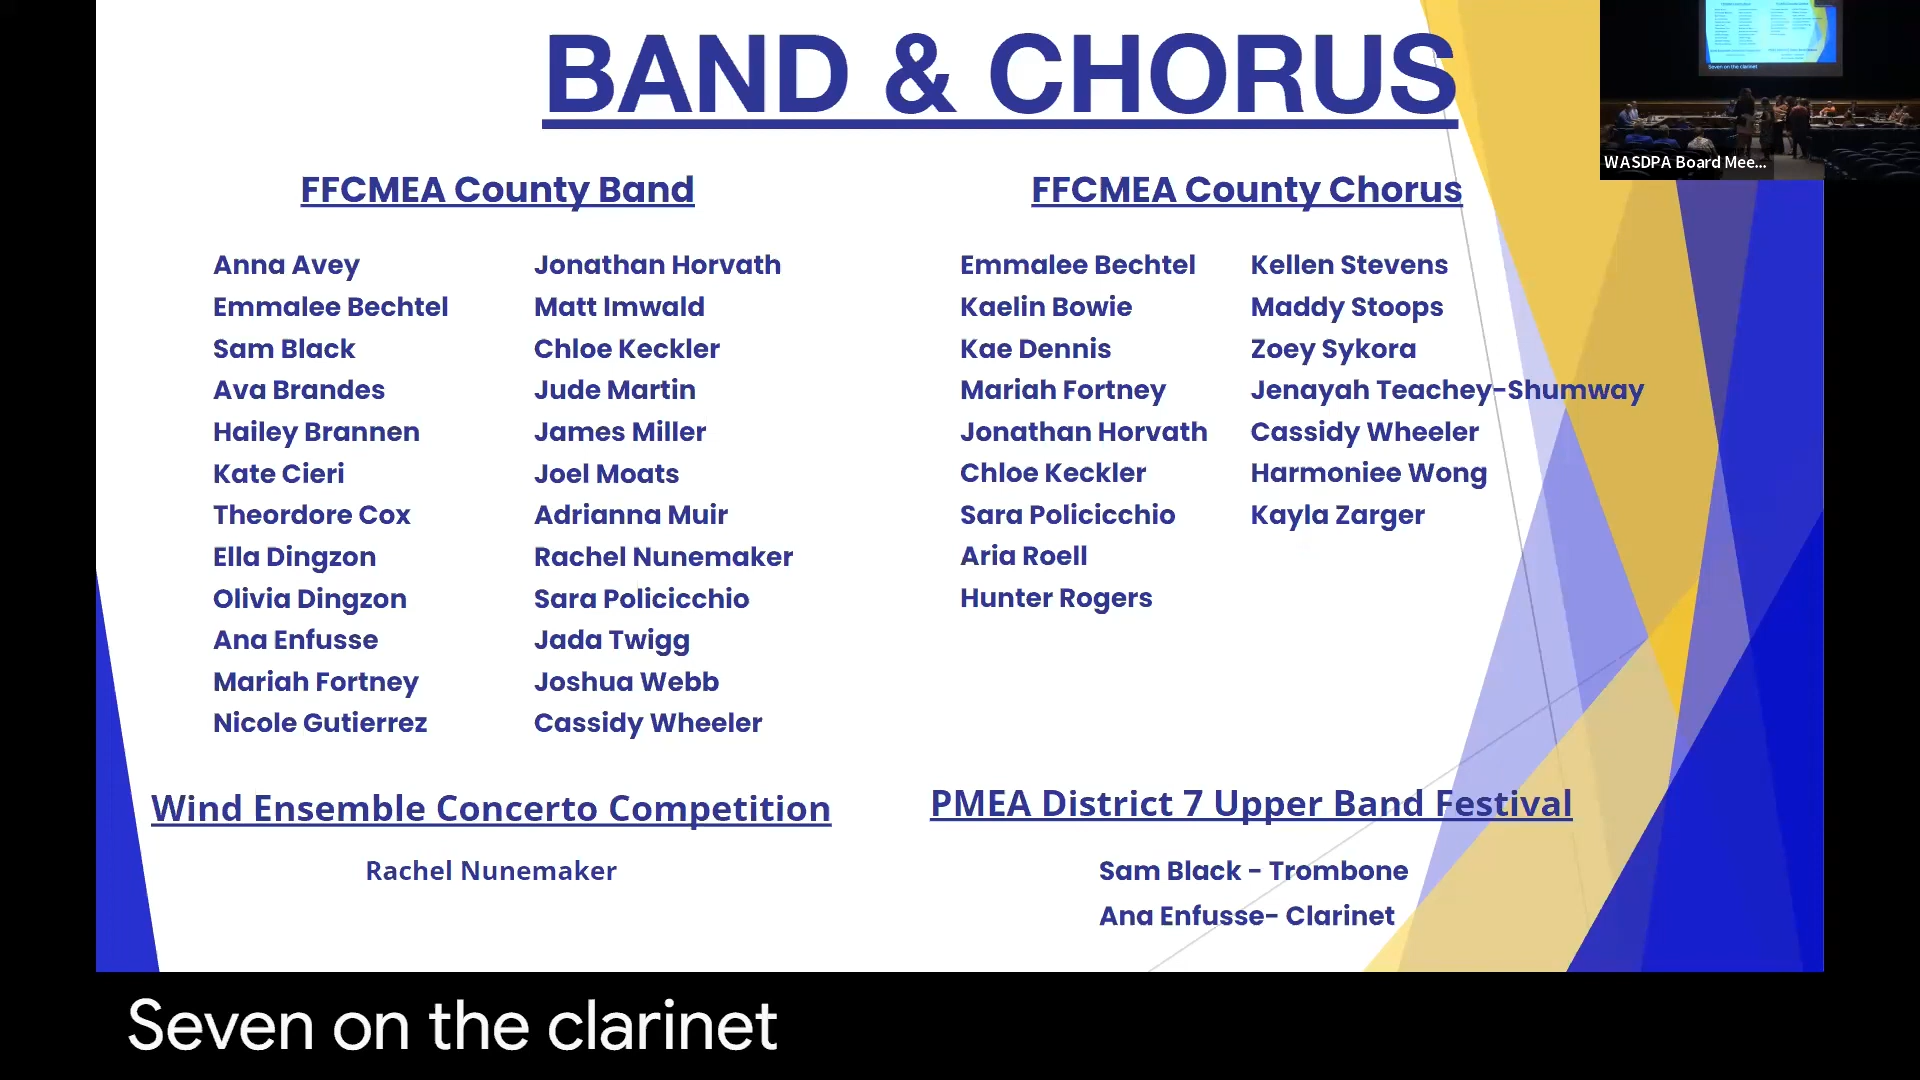 BAND & CHORUS
FFCMEA County Band
Anna Avey
Emmalee Bechtel
Sam Black
Ava Brandes
Hailey Brannen
Kate Cieri
Theordore Cox
Ella Dingzon
Olivia Dingzon
Ana Enfusse
Mariah Fortney
Nicole Gutierrez
Jonathan Horvath
Matt Imwald
Chloe Keckler
Jude Martin
James Miller
Joel Moats
Adrianna Muir
Rachel Nunemaker
Sara Policicchio
Jada Twigg
Joshua Webb
Cassidy Wheeler
FFCMEA County Chorus
Emmalee Bechtel
Kaelin Bowie
Kae Dennis
Mariah Fortney
Jonathan Horvath
Chloe Keckler
Sara Policicchio
Aria Roell
Hunter Rogers
Kellen Stevens
Maddy Stoops
Zoey Sykora
Jenayah Teachey-Shumway
Cassidy Wheeler
Harmoniee Wong
Kayla Zarger
Wind Ensemble Concerto Competition
Rachel Nunemaker
PMEA District 7 Upper Band Festival
Sam Black - Trombone
Ana Enfusse- Clarinet
Seven on the clarinet
WASDPA Board Mee...
Seven on the clarinet